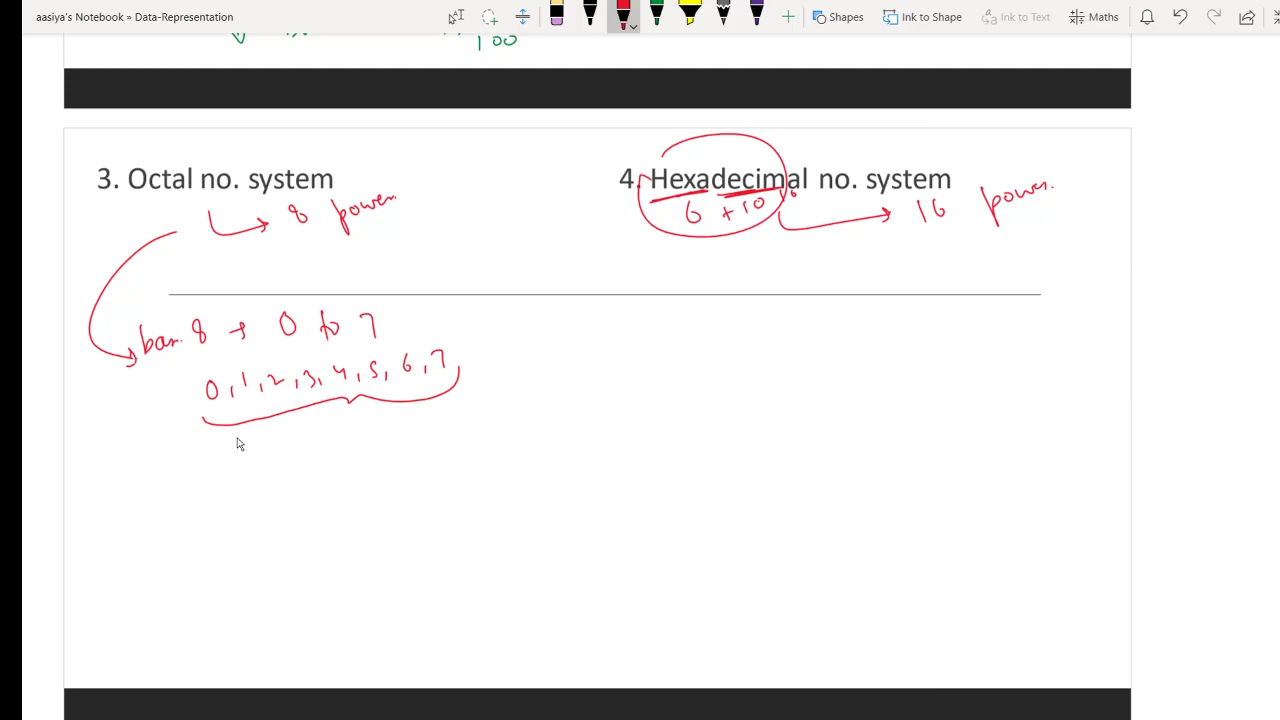 aasiya's Notebook » Data-Representation
Shapes
Ink to Shape
Ink to Text
Maths
100
3. Octal no. system
→ 8 power
4. Hexadecimal no. system
6 + 10 16
→ 16 power.
8 → 0 to 7
0, 1, 2, 3, 4, 5, 6, 7